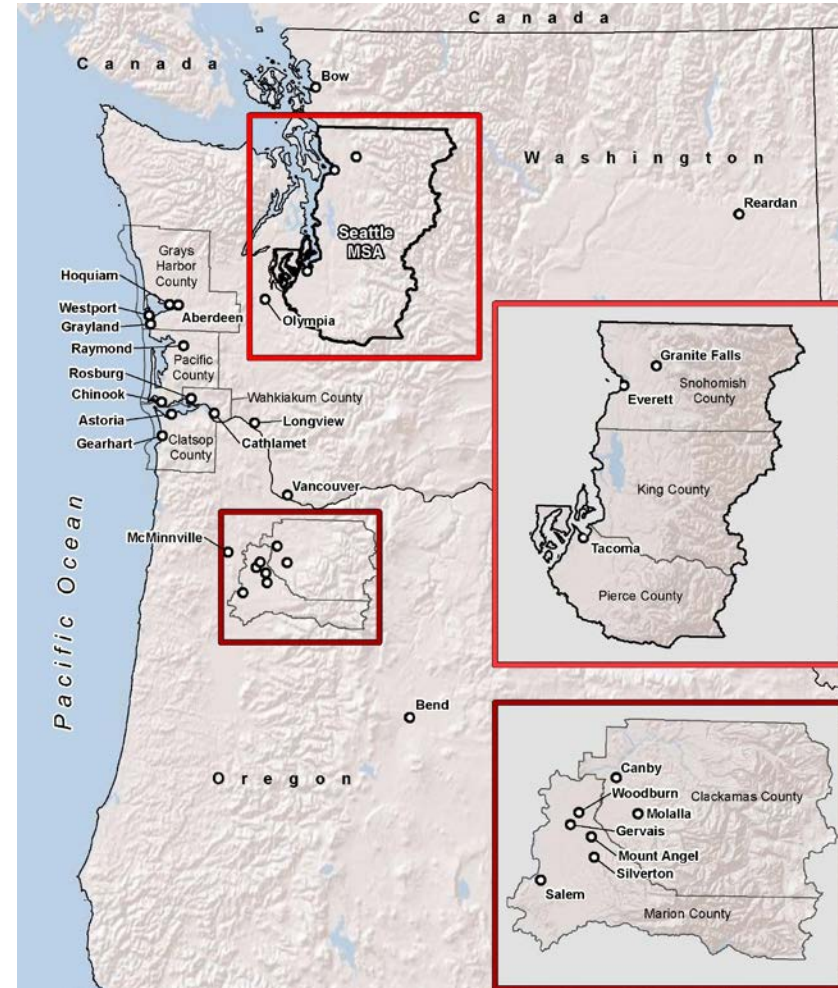 Canada
Canada
Bow
Washington
Reardan
Seattle
MSA
Grays
Harbor
County
Hoquiam
Westport
Aberdeen
Grayland
Olympia
Raymond
Pacific
County
Rosburg
Chinook
Wahkiakum County
Astoria
Longview
Gearhart
Clatsop
County
Cathlamet
Vancouver
McMinnville
Pacific Ocean
Bend
Oregon
Granite Falls
Snohomish
County
Everett
King County
Tacoma
Pierce County
Canby
Woodburn
Clackamas County
Molalla
Gervais
Mount Angel
Silverton
Salem
Marion County